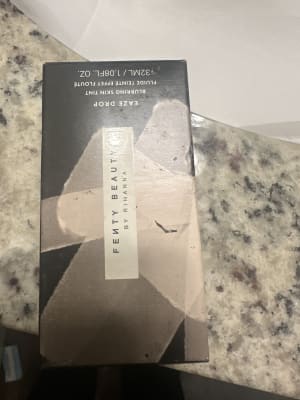 EAZE DROP
BLURRING SKIN TINT
FLUIDE TEINTÉ EFFET FLOUTÉ
32ML / 1.08FL. OZ.
FENTY BEAUTY
BY RIHANNA